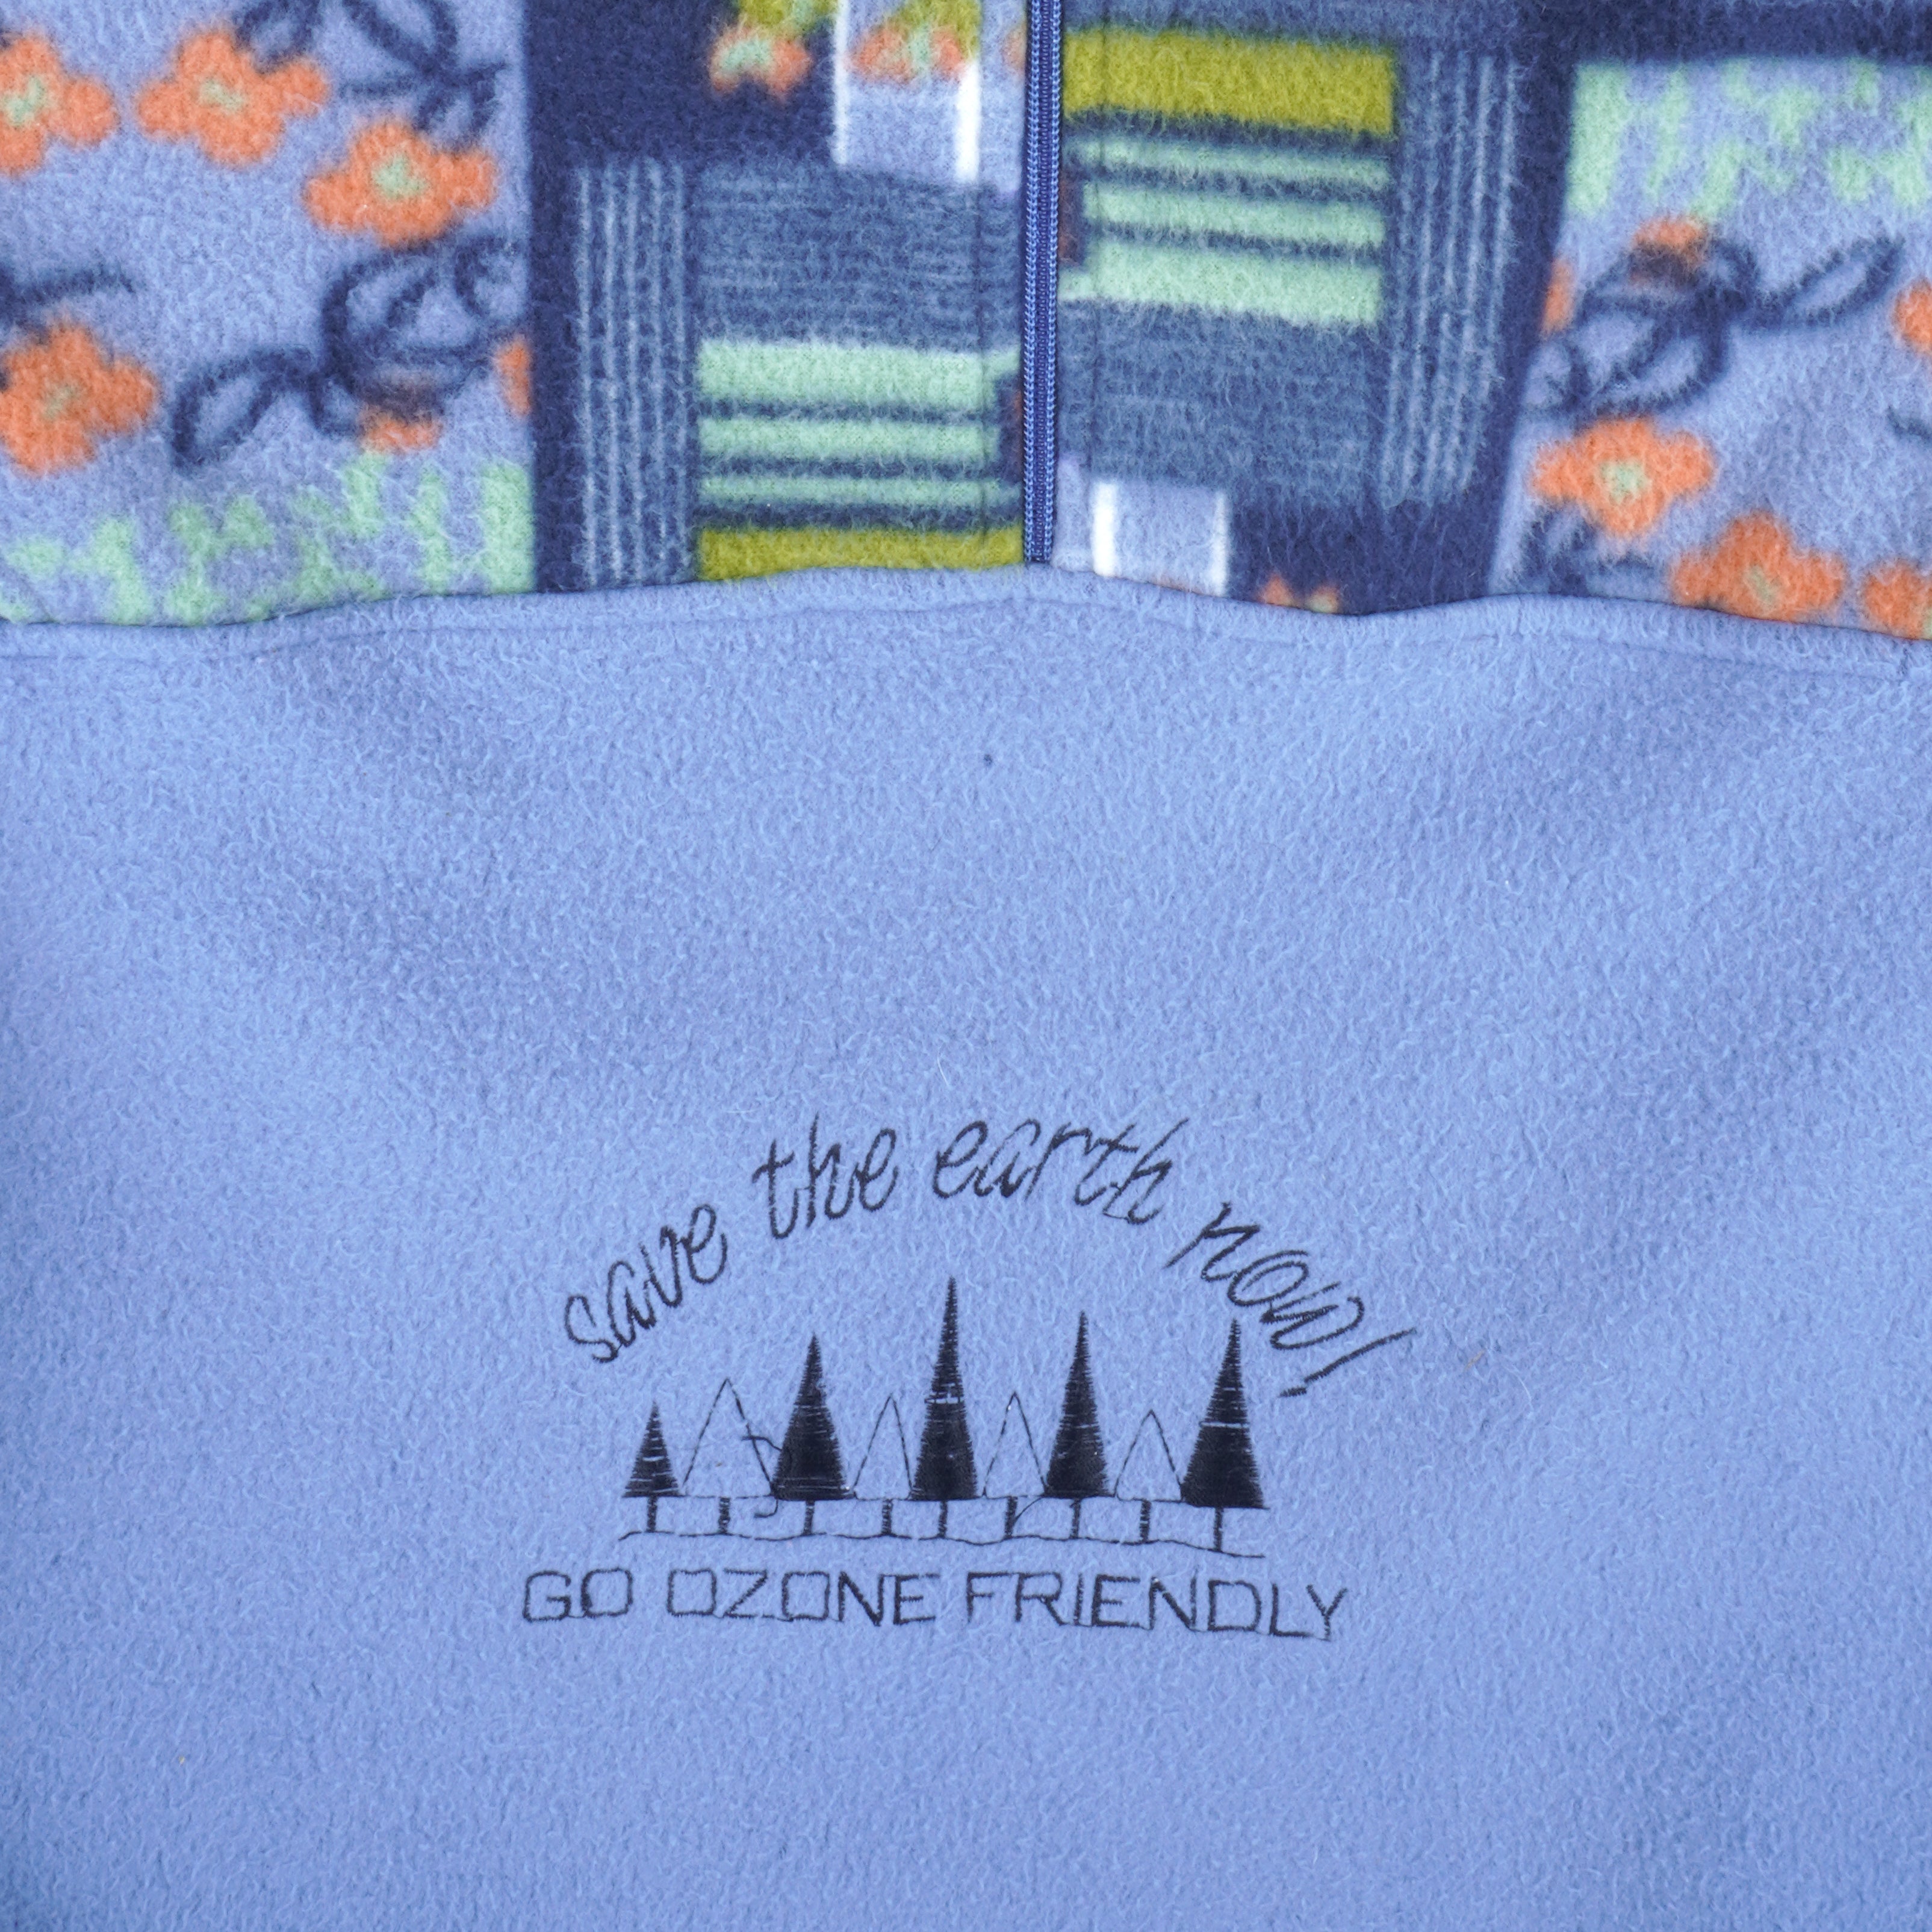 save the earth now!
GO OZONE FRIENDLY